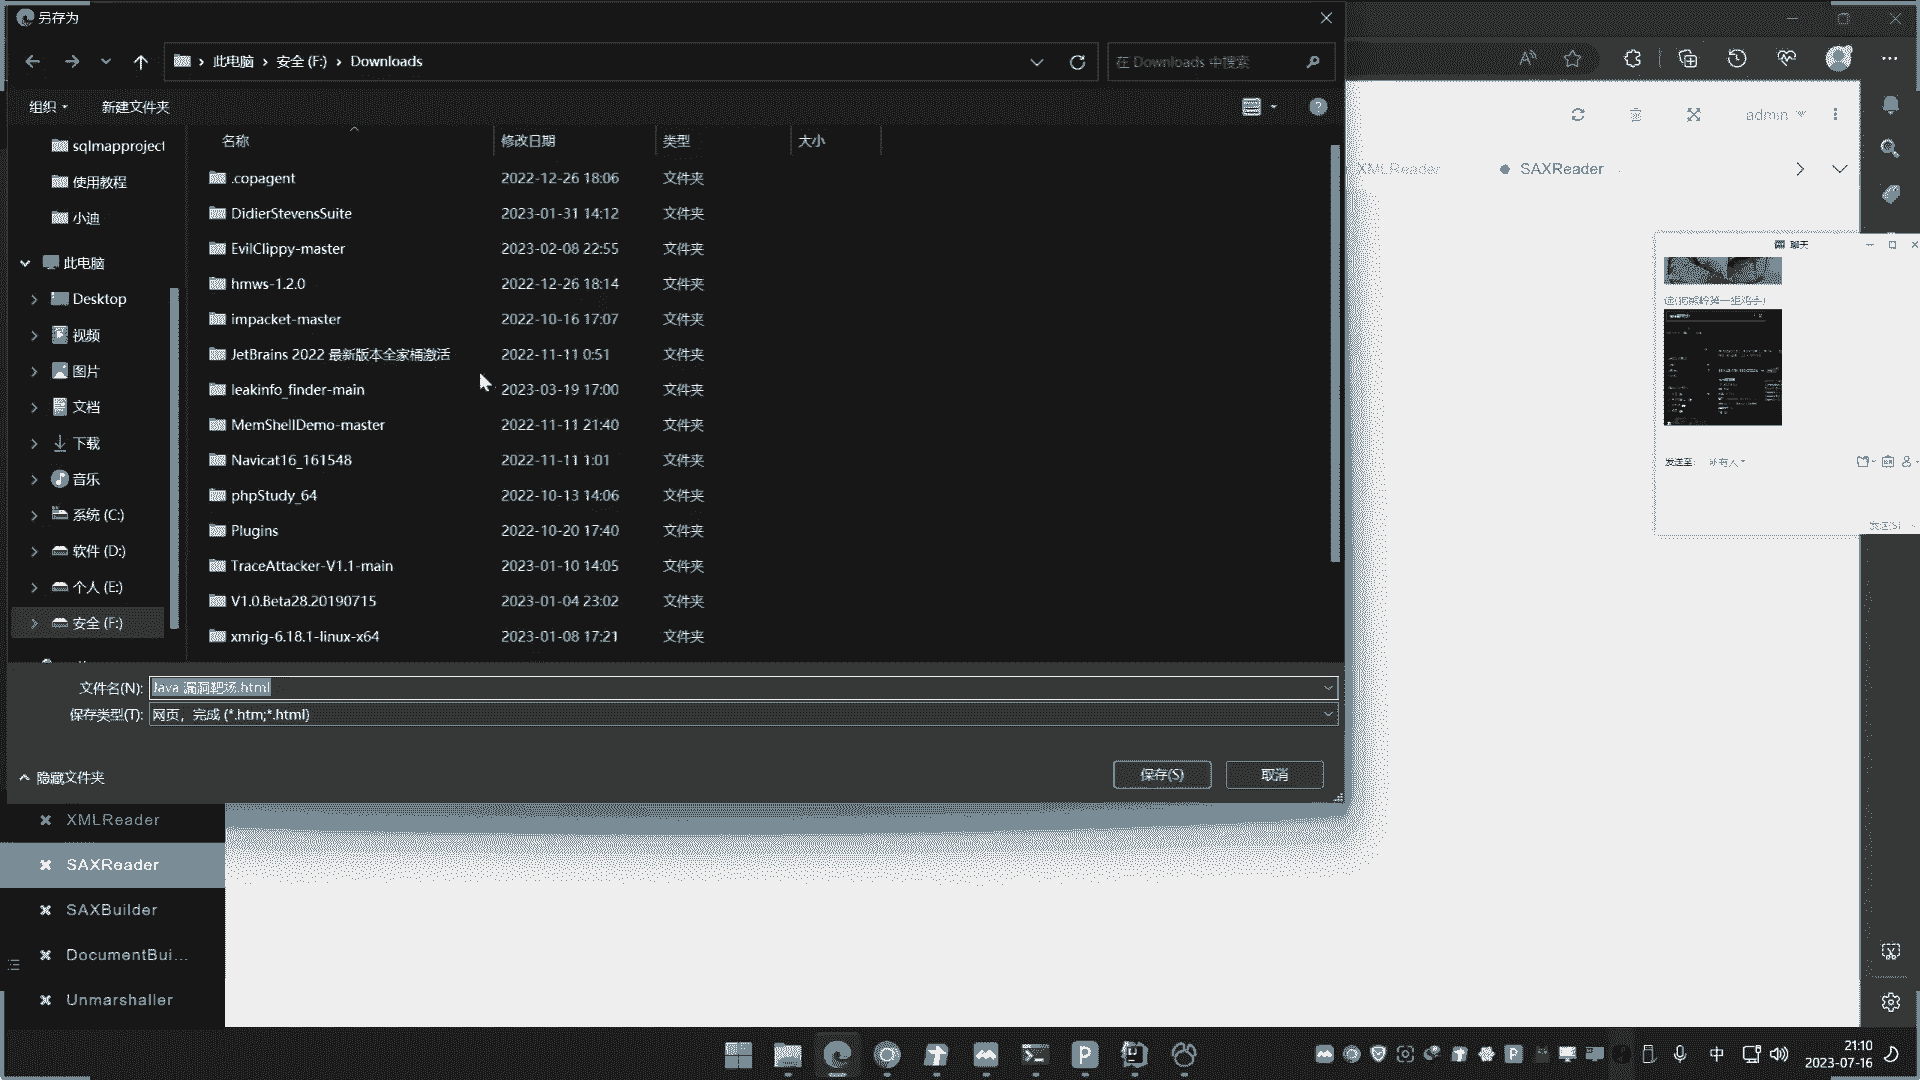 另存为
此电脑 › 安全 (F:) › Downloads
在 Downloads 中搜索
组织
新建文件夹
admin
名称
修改日期
类型
大小
sqlmapproject
使用教程
小迪
此电脑
Desktop
视频
图片
文档
下载
音乐
系统 (C:)
软件 (D:)
个人 (E:)
安全 (F:)
.copagent 2022-12-26 18:06 文件夹
DidierStevensSuite 2023-01-31 14:12 文件夹
EvilClippy-master 2023-02-08 22:55 文件夹
hmws-1.2.0 2022-12-26 18:14 文件夹
impacket-master 2022-10-16 17:07 文件夹
JetBrains 2022 最新版本全家桶激活 2022-11-11 0:51 文件夹
leakinfo_finder-main 2023-03-19 17:00 文件夹
MemShellDemo-master 2022-11-11 21:40 文件夹
Navicat16_161548 2022-11-11 1:01 文件夹
phpStudy_64 2022-10-13 14:06 文件夹
Plugins 2022-10-20 17:40 文件夹
TraceAttacker-V1.1-main 2023-01-10 14:05 文件夹
V1.0.Beta28.20190715 2023-01-04 23:02 文件夹
xmrig-6.18.1-linux-x64 2023-01-08 17:21 文件夹
文件名(N): Java 漏洞靶场.html
保存类型(T): 网页，完成 (*.htm;*.html)
隐藏文件夹
保存(S)
取消
XMLReader
SAXReader
聊天
发送至:
所有人
发送(S)
XMLReader
SAXReader
SAXBuilder
DocumentBui...
Unmarshaller
中
21:10
2023-07-16